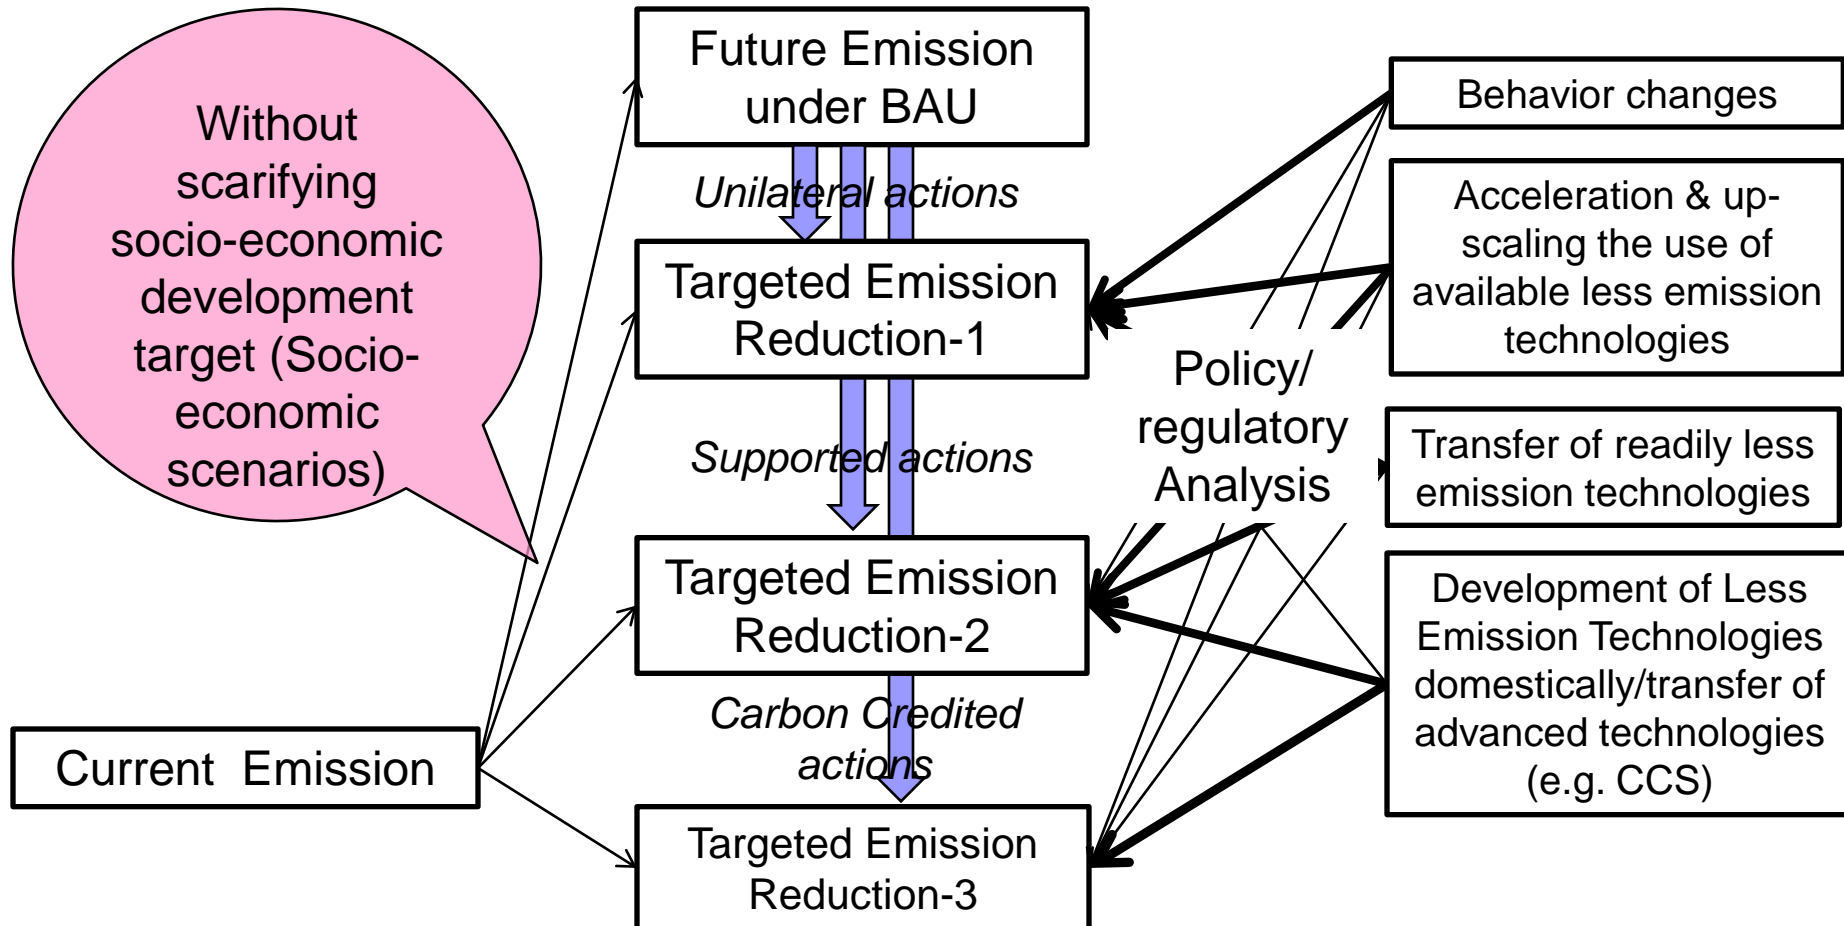 Without
scarifying
socio-economic
development
target (Socio-
economic
scenarios)
Current Emission
Future Emission
under BAU
Unilateral actions
Targeted Emission
Reduction-1
Supported actions
Targeted Emission
Reduction-2
Carbon Credited
actions
Targeted Emission
Reduction-3
Policy/
regulatory
Analysis
Behavior changes
Acceleration & up-
scaling the use of
available less emission
technologies
Transfer of readily less
emission technologies
Development of Less
Emission Technologies
domestically/transfer of
advanced technologies
(e.g. CCS)